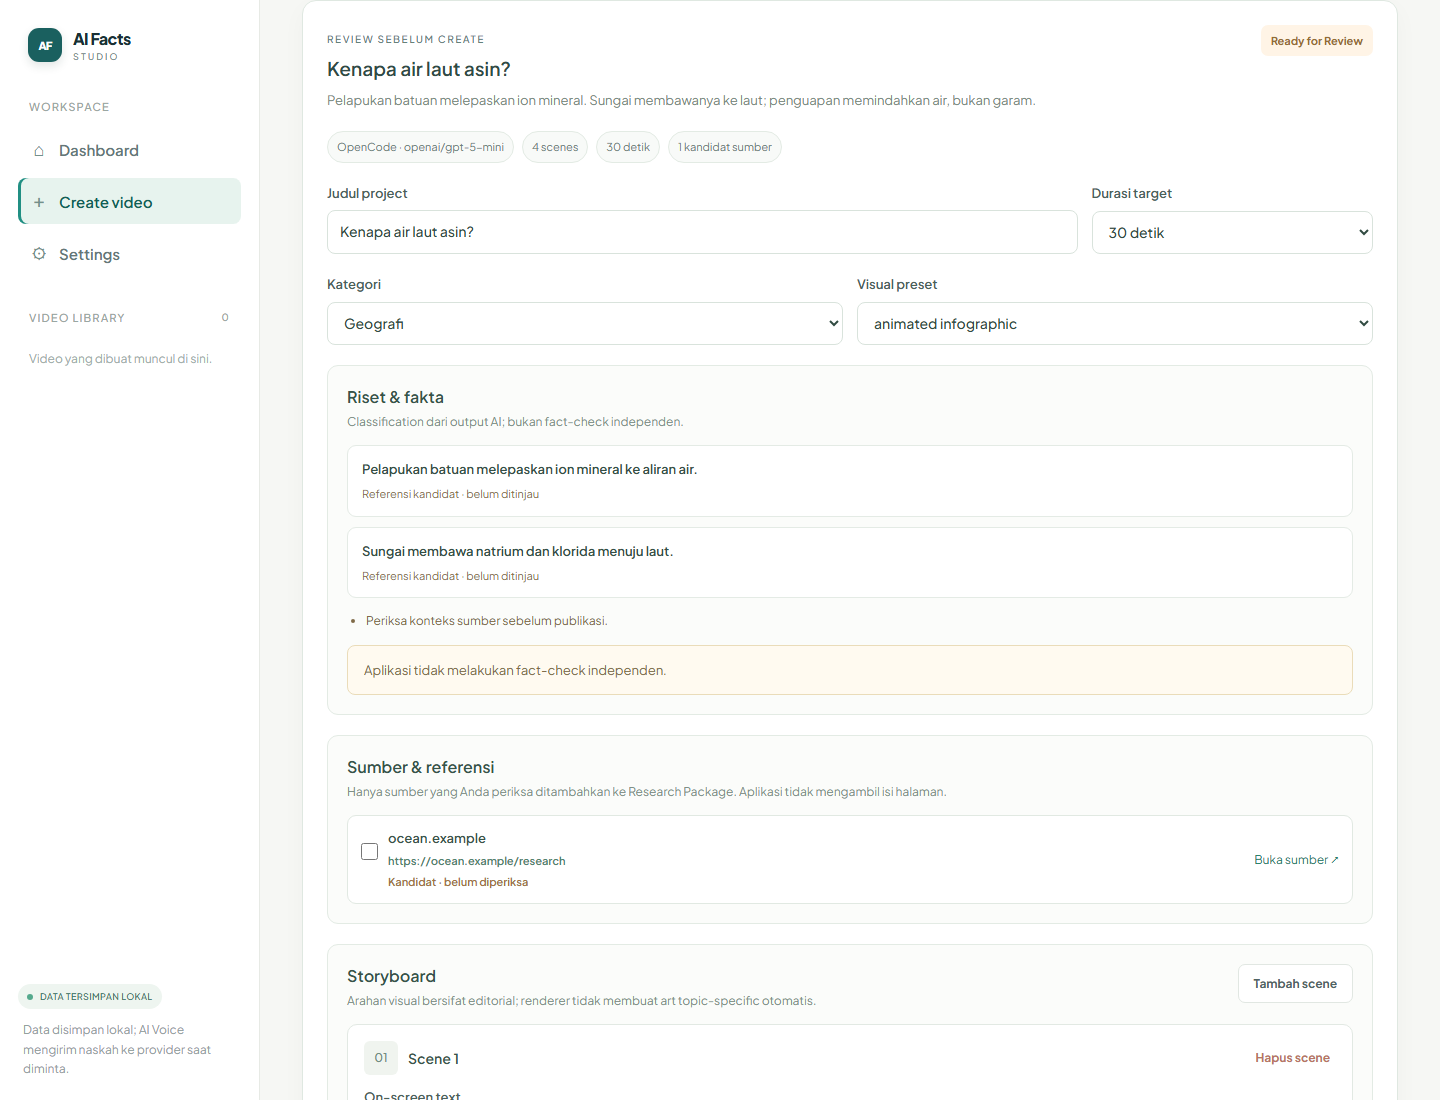 AF
AI Facts
STUDIO
WORKSPACE
Dashboard
Create video
Settings
VIDEO LIBRARY 0
Video yang dibuat muncul di sini.
DATA TERSIMPAN LOKAL
Data disimpan lokal; AI Voice
mengirim naskah ke provider saat
diminta.
REVIEW SEBELUM CREATE
Ready for Review
Kenapa air laut asin?
Pelapukan batuan melepaskan ion mineral. Sungai membawanya ke laut; penguapan memindahkan air, bukan garam.
OpenCode · openai/gpt-5-mini 4 scenes 30 detik 1 kandidat sumber
Judul project Durasi target
Kenapa air laut asin? 30 detik
Kategori Visual preset
Geografi animated infographic
Riset & fakta
Classification dari output AI; bukan fact-check independen.
Pelapukan batuan melepaskan ion mineral ke aliran air.
Referensi kandidat · belum ditinjau
Sungai membawa natrium dan klorida menuju laut.
Referensi kandidat · belum ditinjau
• Periksa konteks sumber sebelum publikasi.
Aplikasi tidak melakukan fact-check independen.
Sumber & referensi
Hanya sumber yang Anda periksa ditambahkan ke Research Package. Aplikasi tidak mengambil isi halaman.
ocean.example
https://ocean.example/research
Kandidat · belum diperiksa
Buka sumber ↗
Storyboard
Arahan visual bersifat editorial; renderer tidak membuat art topic-specific otomatis.
Tambah scene
01 Scene 1 Hapus scene
On-screen text